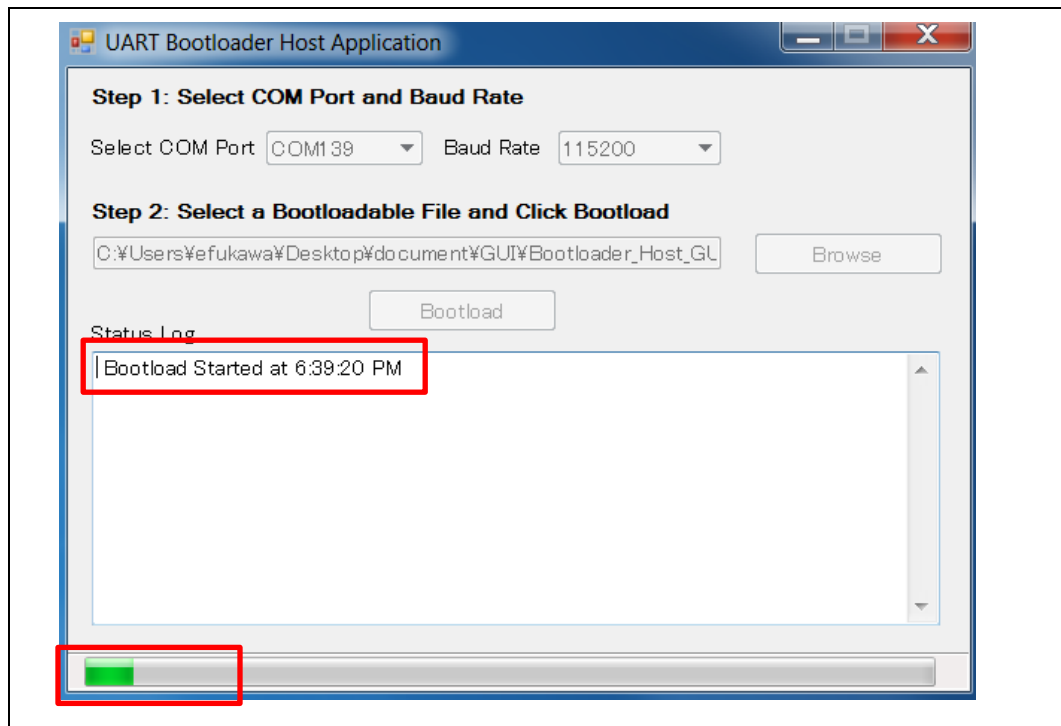 UART Bootloader Host Application
Step 1: Select COM Port and Baud Rate
Select COM Port COM139 Baud Rate 115200
Step 2: Select a Bootloadable File and Click Bootload
C:¥Users¥efukawa¥Desktop¥document¥GUI¥Bootloader_Host_GU Browse
Bootload
Status Log
Bootload Started at 6:39:20 PM